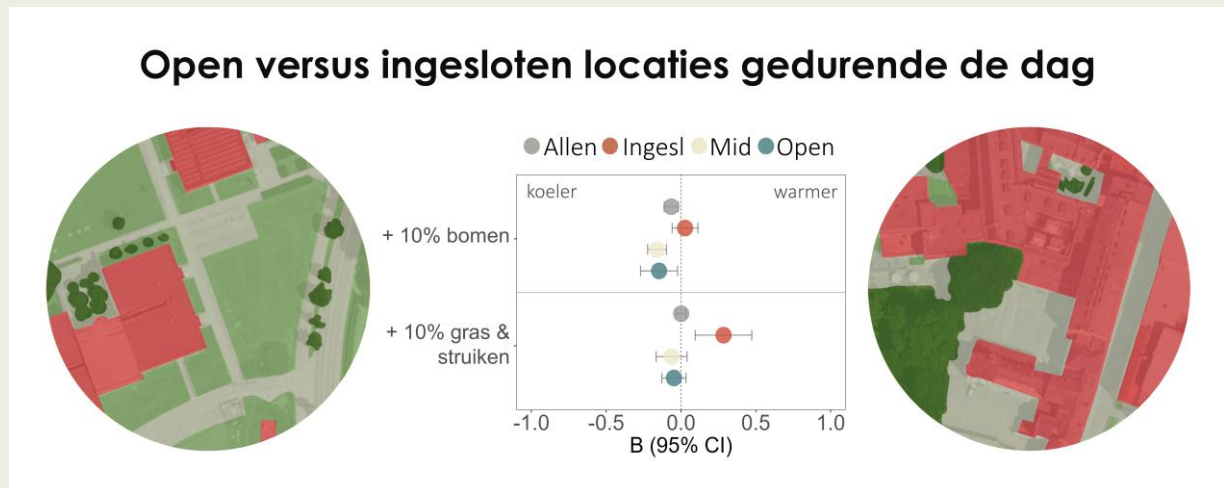 Open versus ingesloten locaties gedurende de dag
Allen Ingesl Mid Open
koeler warmer
+ 10% bomen
+ 10% gras &
struiken
-1.0 -0.5 0.0 0.5 1.0
B (95% CI)